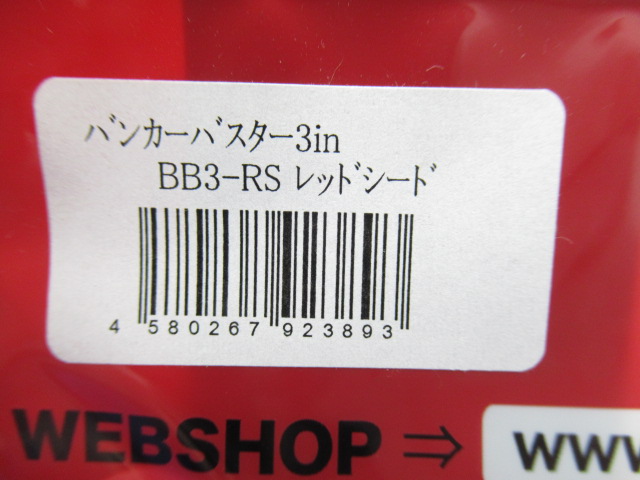 ﾊﾞﾝｶｰﾊﾞｽﾀｰ3in
BB3-RS ﾚｯﾄﾞｼｰﾄﾞ
4 580267 923893
WEBSHOP ⇒ www.